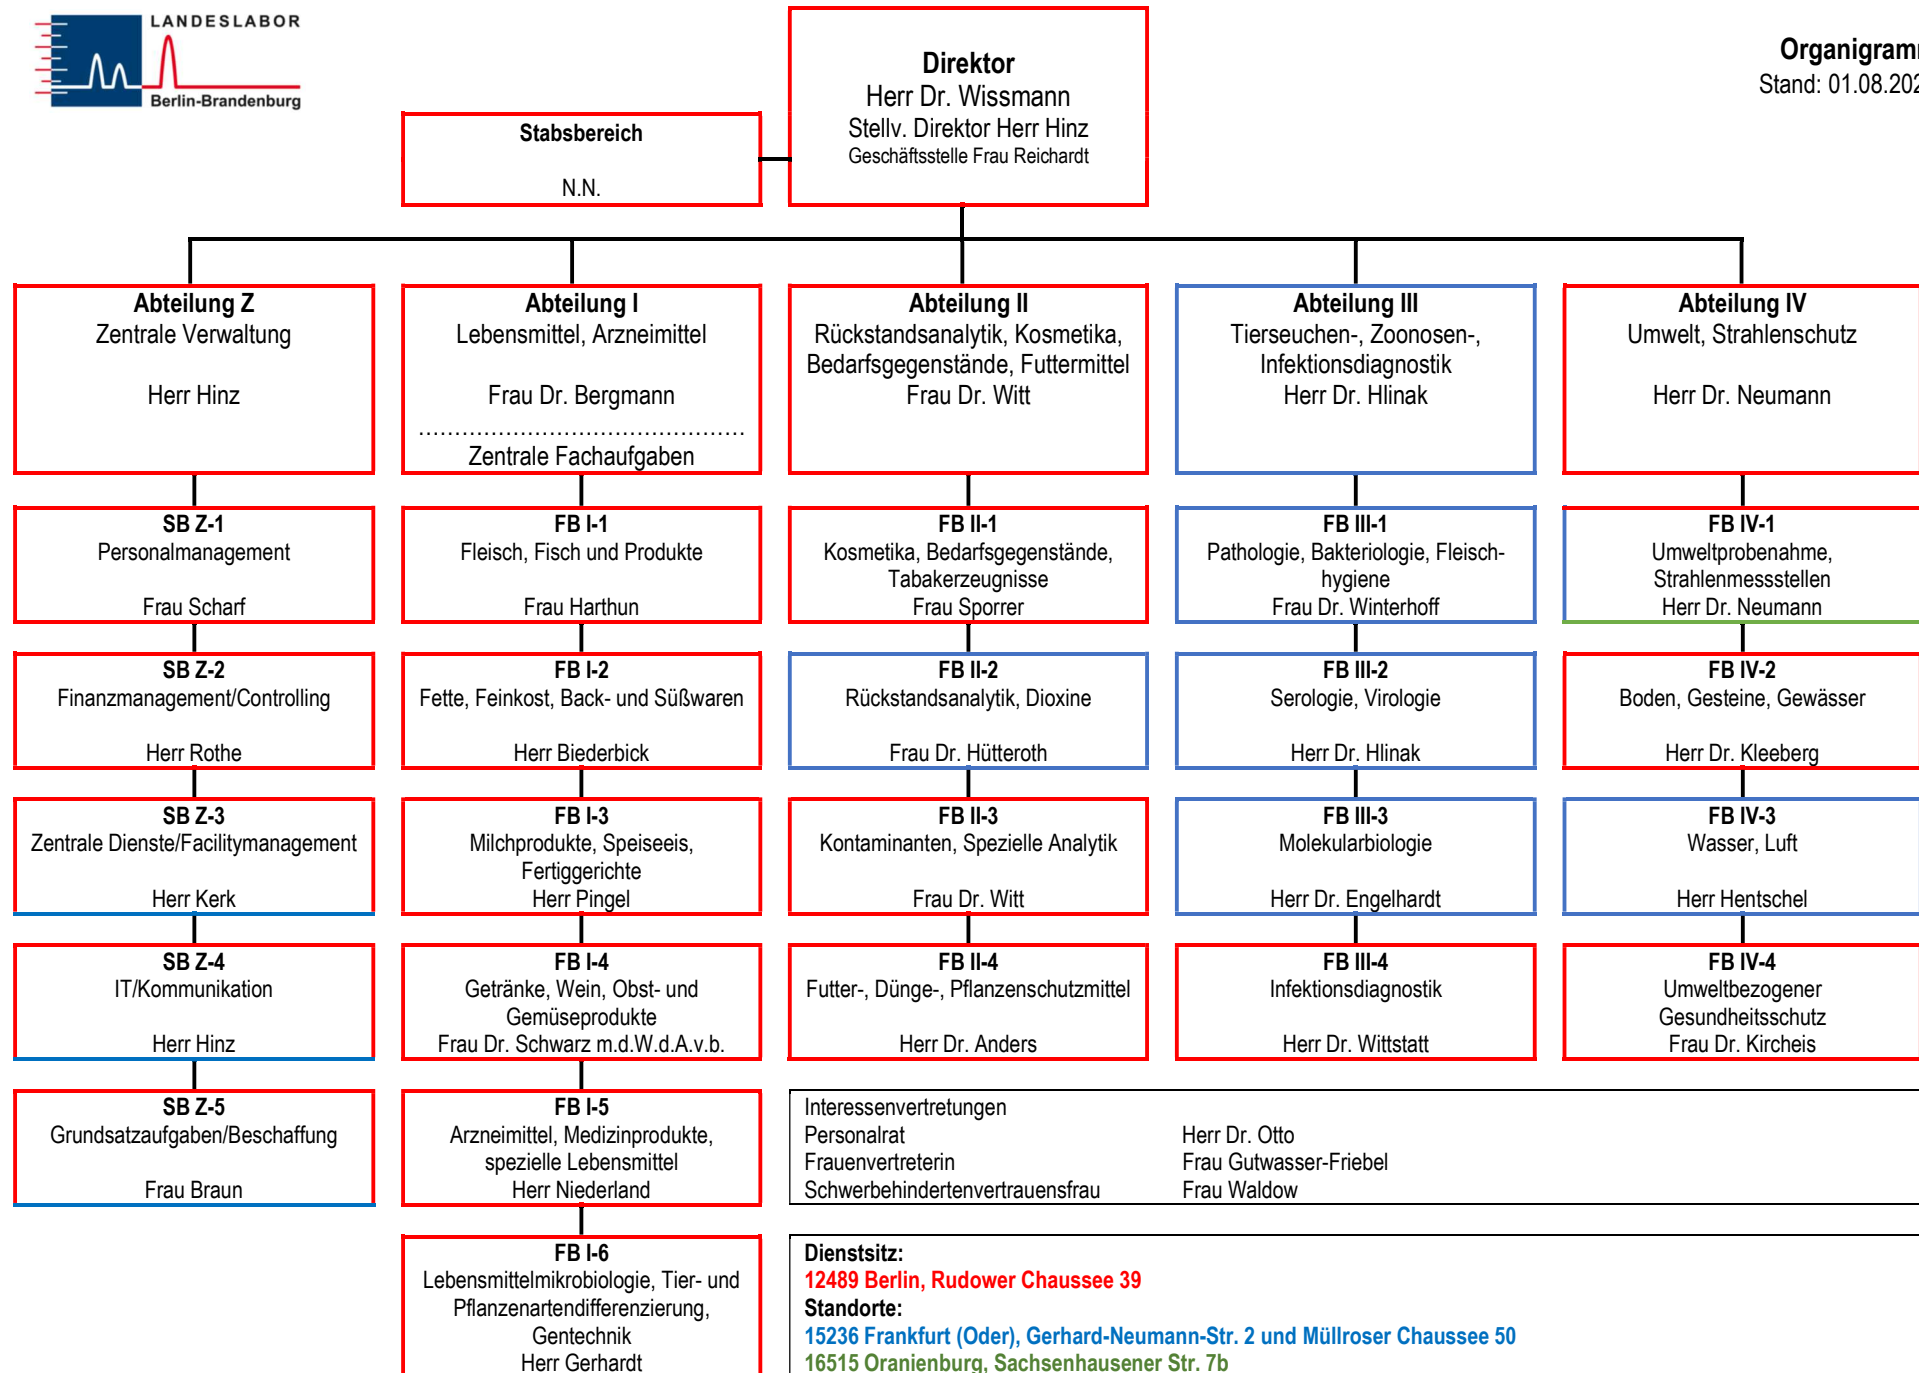 LANDESLABOR
Berlin-Brandenburg
Organigramm
Stand: 01.08.202
Direktor
Herr Dr. Wissmann
Stellv. Direktor Herr Hinz
Geschäftsstelle Frau Reichardt
Stabsbereich
N.N.
Abteilung Z
Zentrale Verwaltung
Herr Hinz
Abteilung I
Lebensmittel, Arzneimittel
Frau Dr. Bergmann
.............................................
Zentrale Fachaufgaben
Abteilung II
Rückstandsanalytik, Kosmetika,
Bedarfsgegenstände, Futtermittel
Frau Dr. Witt
Abteilung III
Tierseuchen-, Zoonosen-,
Infektionsdiagnostik
Herr Dr. Hlinak
Abteilung IV
Umwelt, Strahlenschutz
Herr Dr. Neumann
SB Z-1
Personalmanagement
Frau Scharf
FB I-1
Fleisch, Fisch und Produkte
Frau Harthun
FB II-1
Kosmetika, Bedarfsgegenstände,
Tabakerzeugnisse
Frau Sporrer
FB III-1
Pathologie, Bakteriologie, Fleisch-
hygiene
Frau Dr. Winterhoff
FB IV-1
Umweltprobenahme,
Strahlenmessstellen
Herr Dr. Neumann
SB Z-2
Finanzmanagement/Controlling
Herr Rothe
FB I-2
Fette, Feinkost, Back- und Süßwaren
Herr Biederbick
FB II-2
Rückstandsanalytik, Dioxine
Frau Dr. Hütteroth
FB III-2
Serologie, Virologie
Herr Dr. Hlinak
FB IV-2
Boden, Gesteine, Gewässer
Herr Dr. Kleeberg
SB Z-3
Zentrale Dienste/Facilitymanagement
Herr Kerk
FB I-3
Milchprodukte, Speiseeis,
Fertiggerichte
Herr Pingel
FB II-3
Kontaminanten, Spezielle Analytik
Frau Dr. Witt
FB III-3
Molekularbiologie
Herr Dr. Engelhardt
FB IV-3
Wasser, Luft
Herr Hentschel
SB Z-4
IT/Kommunikation
Herr Hinz
FB I-4
Getränke, Wein, Obst- und
Gemüseprodukte
Frau Dr. Schwarz m.d.W.d.A.v.b.
FB II-4
Futter-, Dünge-, Pflanzenschutzmittel
Herr Dr. Anders
FB III-4
Infektionsdiagnostik
Herr Dr. Wittstatt
FB IV-4
Umweltbezogener
Gesundheitsschutz
Frau Dr. Kircheis
SB Z-5
Grundsatzaufgaben/Beschaffung
Frau Braun
FB I-5
Arzneimittel, Medizinprodukte,
spezielle Lebensmittel
Herr Niederland
Interessenvertretungen
Personalrat Herr Dr. Otto
Frauenvertreterin Frau Gutwasser-Friebel
Schwerbehindertenvertrauensfrau Frau Waldow
FB I-6
Lebensmittelmikrobiologie, Tier- und
Pflanzenartendifferenzierung,
Gentechnik
Herr Gerhardt
Dienstsitz:
12489 Berlin, Rudower Chaussee 39
Standorte:
15236 Frankfurt (Oder), Gerhard-Neumann-Str. 2 und Müllroser Chaussee 50
16515 Oranienburg, Sachsenhausener Str. 7b